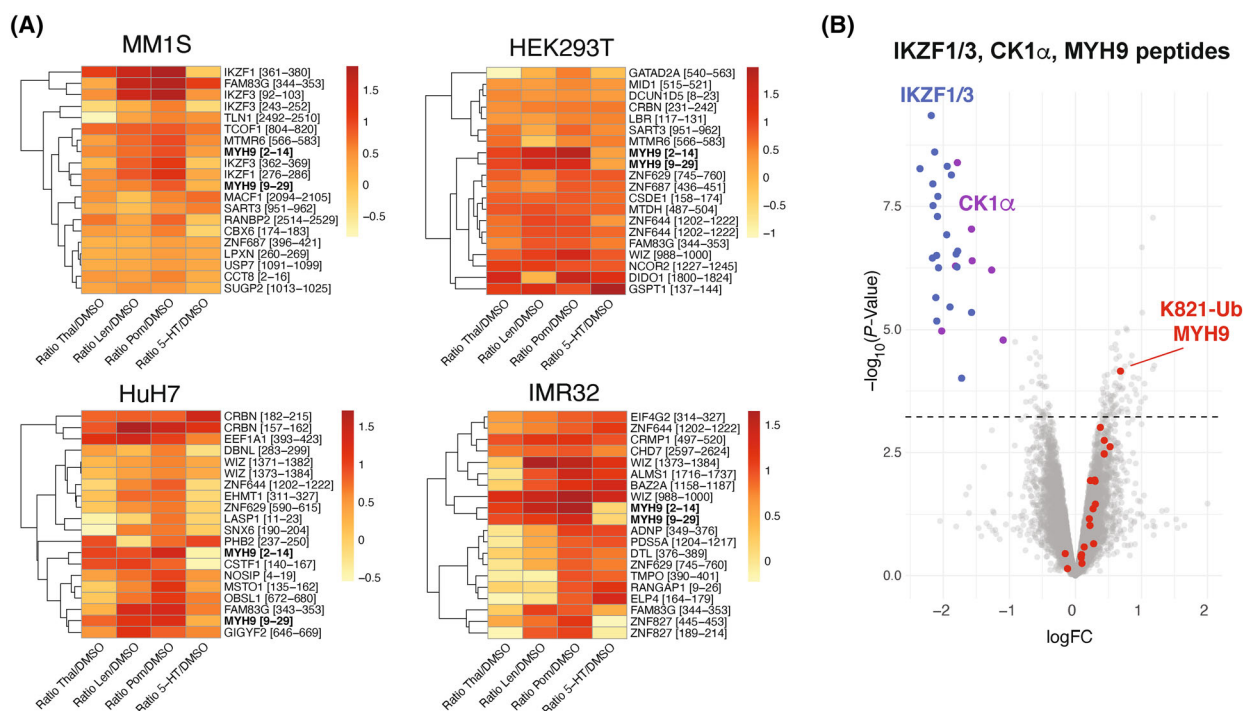 (A)
MM1S
IKZF1 [361−380]
FAM83G [344−353]
IKZF3 [92−103]
IKZF3 [243−252]
TLN1 [2492−2510]
TCOF1 [804−820]
MTMR6 [566−583]
MYH9 [2−14]
IKZF3 [362−369]
IKZF1 [276−286]
MYH9 [9−29]
MACF1 [2094−2105]
SART3 [951−962]
RANBP2 [2514−2529]
CBX6 [174−183]
ZNF687 [396−421]
LPXN [260−269]
USP7 [1091−1099]
CCT8 [2−16]
SUGP2 [1013−1025]
1.5
1
0.5
0
−0.5
Ratio Thal/DMSO
Ratio Len/DMSO
Ratio Pom/DMSO
Ratio 5−HT/DMSO
HEK293T
GATAD2A [540−563]
MID1 [515−521]
DCUN1D5 [8−23]
CRBN [231−242]
LBR [117−131]
SART3 [951−962]
MTMR6 [566−583]
MYH9 [2−14]
MYH9 [9−29]
ZNF629 [745−760]
ZNF687 [436−451]
CSDE1 [158−174]
MTDH [487−504]
ZNF644 [1202−1222]
ZNF644 [1202−1222]
FAM83G [344−353]
WIZ [988−1000]
NCOR2 [1227−1245]
DIDO1 [1800−1824]
GSPT1 [137−144]
1.5
1
0.5
0
−0.5
−1
Ratio Thal/DMSO
Ratio Len/DMSO
Ratio Pom/DMSO
Ratio 5−HT/DMSO
HuH7
CRBN [182−215]
CRBN [157−162]
EEF1A1 [393−423]
DBNL [283−299]
WIZ [1371−1382]
WIZ [1373−1384]
ZNF644 [1202−1222]
EHMT1 [311−327]
ZNF629 [590−615]
LASP1 [11−23]
SNX6 [190−204]
PHB2 [237−250]
MYH9 [2−14]
CSTF1 [140−167]
NOSIP [4−19]
MSTO1 [135−162]
OBSL1 [672−680]
FAM83G [343−353]
MYH9 [9−29]
GIGYF2 [646−669]
1.5
1
0.5
0
−0.5
Ratio Thal/DMSO
Ratio Len/DMSO
Ratio Pom/DMSO
Ratio 5−HT/DMSO
IMR32
EIF4G2 [314−327]
ZNF644 [1202−1222]
CRMP1 [497−520]
CHD7 [2597−2624]
WIZ [1373−1384]
ALMS1 [1716−1737]
BAZ2A [1158−1187]
WIZ [988−1000]
MYH9 [2−14]
MYH9 [9−29]
ADNP [349−376]
PDS5A [1204−1217]
DTL [376−389]
ZNF629 [745−760]
TMPO [390−401]
RANGAP1 [9−26]
ELP4 [164−179]
FAM83G [344−353]
ZNF827 [445−453]
ZNF827 [189−214]
1.5
1
0.5
0
Ratio Thal/DMSO
Ratio Len/DMSO
Ratio Pom/DMSO
Ratio 5−HT/DMSO
(B)
IKZF1/3, CK1α, MYH9 peptides
IKZF1/3
CK1α
K821-Ub
MYH9
−log10(P-Value)
7.5
5.0
2.5
0.0
−2
−1
0
1
2
logFC